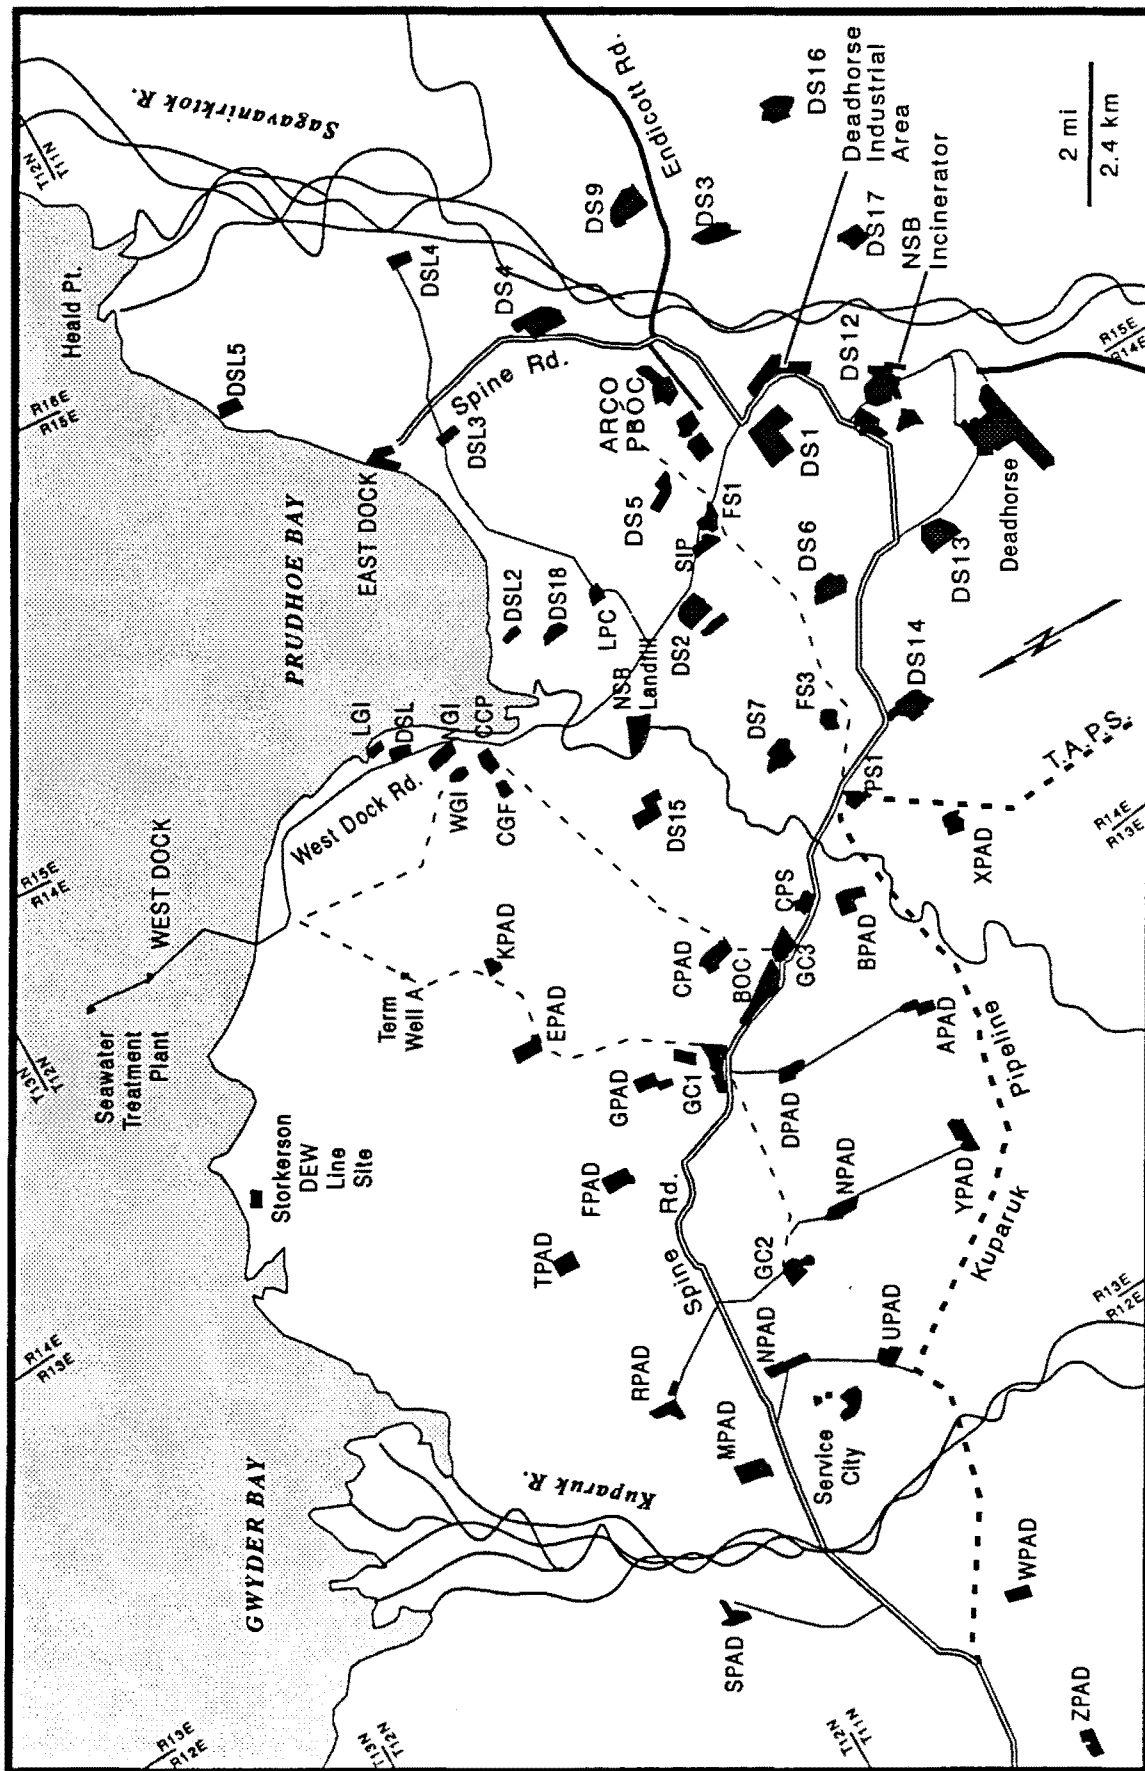 T12N
T11N
Sagavanirktok R.
Heald Pt.
R16E
R15E
DSL5
DSL4
DS4
Endicott Rd.
DS9
DS3
DS16
Deadhorse
Industrial
Area
DS17
NSB
Incinerator
2 mi
2.4 km
R15E
R14E
PRUDHOE BAY
EAST DOCK
Spine Rd.
DSL3
ARCO
PBOC
DS5
FS1
SIP
DS1
DS12
Deadhorse
DS13
DS6
DSL2
DS18
LPC
NSB
Landfill
DS2
DS7
FS3
DS14
N
LGI
DSL
WGI
CCP
West Dock Rd.
WGI
CGF
DS15
PS1
T.A.P.S.
R14E
R13E
XPAD
R15E
R14E
WEST DOCK
Seawater
Treatment
Plant
T13N
T12N
KPAD
Term
Well A
EPAD
CPAD
BOC
GC3
CPS
BPAD
APAD
GPAD
GC1
DPAD
Storkerson
DEW
Line
Site
FPAD
TPAD
Spine Rd.
NPAD
YPAD
GC2
Kuparuk Pipeline
R13E
R12E
R14E
R13E
RPAD
NPAD
UPAD
MPAD
Service
City
GWYDER BAY
Kuparuk R.
SPAD
WPAD
ZPAD
R13E
R12E
T13N
T12N
T12N
T11N